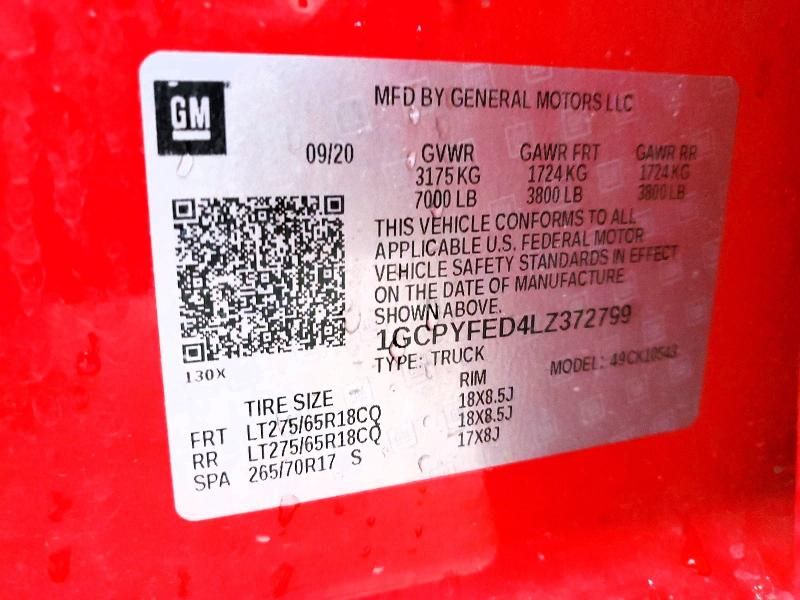 GM
MFD BY GENERAL MOTORS LLC
09/20 GVWR GAWR FRT GAWR RR
3175 KG 1724 KG 1724 KG
7000 LB 3800 LB 3800 LB
THIS VEHICLE CONFORMS TO ALL
APPLICABLE U.S. FEDERAL MOTOR
VEHICLE SAFETY STANDARDS IN EFFECT
ON THE DATE OF MANUFACTURE
SHOWN ABOVE.
1GCPYFED4LZ372799
TYPE: TRUCK MODEL: 49CK10543
130X
TIRE SIZE RIM
FRT LT275/65R18CQ 18X8.5J
RR LT275/65R18CQ 18X8.5J
SPA 265/70R17 S 17X8J